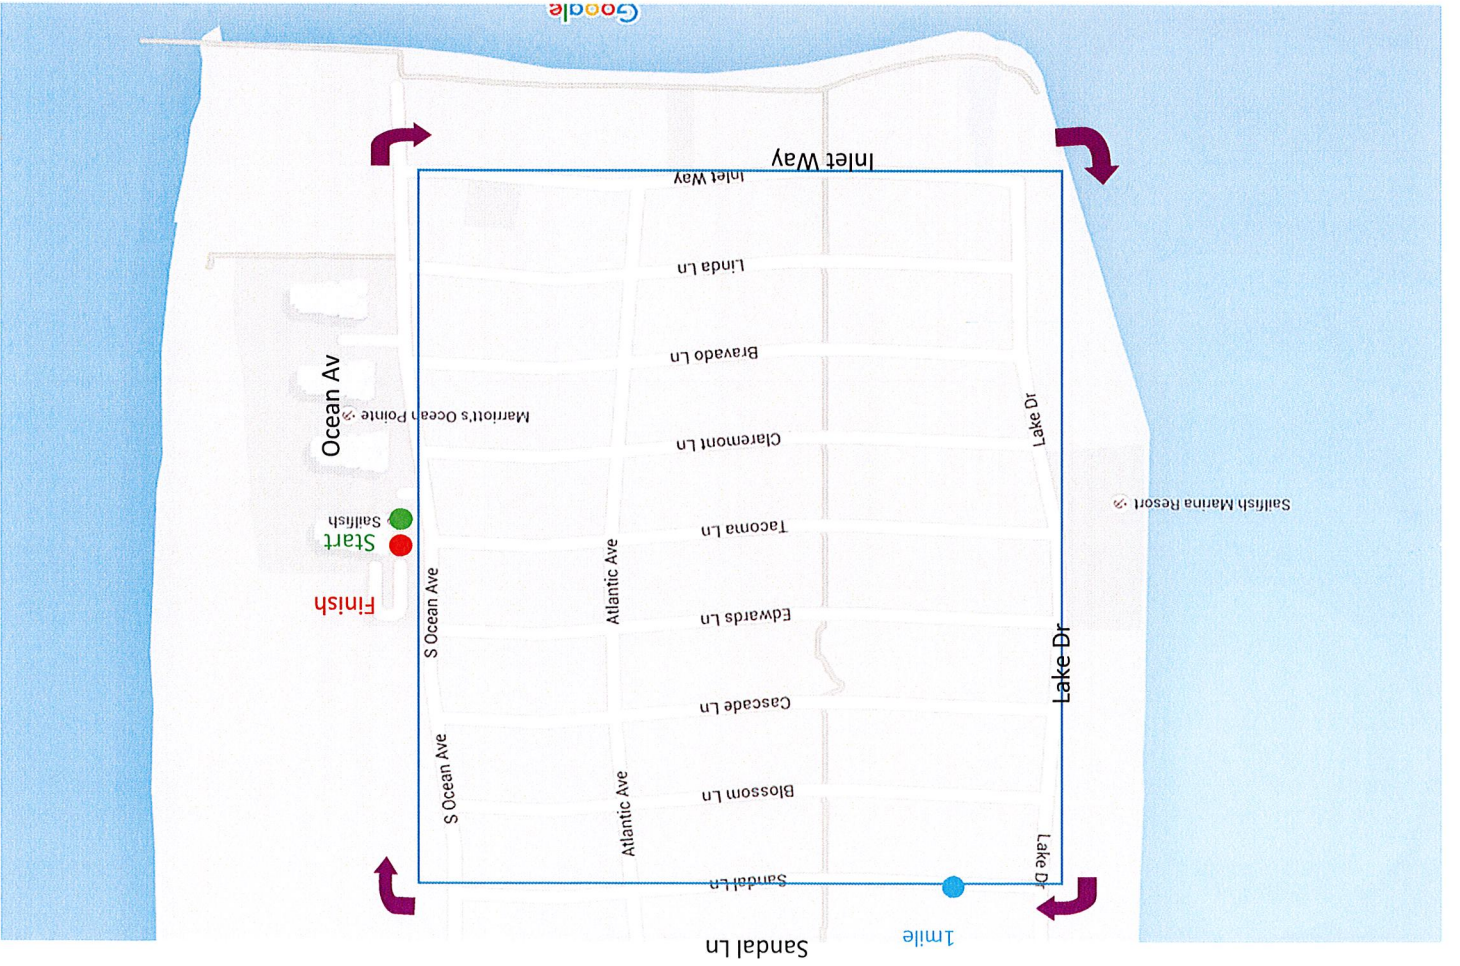 Sandal Ln
1mile
Sandal Ln
Lake Dr
Blossom Ln
Atlantic Ave
S Ocean Ave
Cascade Ln
Lake Dr
Edwards Ln
Finish
S Ocean Ave
Atlantic Ave
Start
Tacoma Ln
Sailfish
Sailfish Marina Resort
Claremont Ln
Lake Dr
Marriott's Ocean Pointe
Ocean Av
Bravado Ln
Linda Ln
Inlet Way
Inlet Way
Google